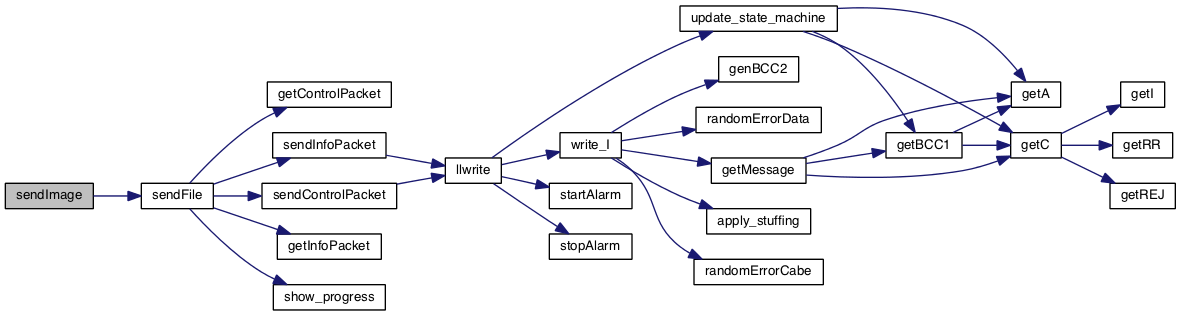 sendImage
sendFile
getControlPacket
sendInfoPacket
sendControlPacket
getInfoPacket
show_progress
llwrite
update_state_machine
write_I
startAlarm
stopAlarm
genBCC2
randomErrorData
getMessage
apply_stuffing
randomErrorCabe
getBCC1
getA
getC
getI
getRR
getREJ